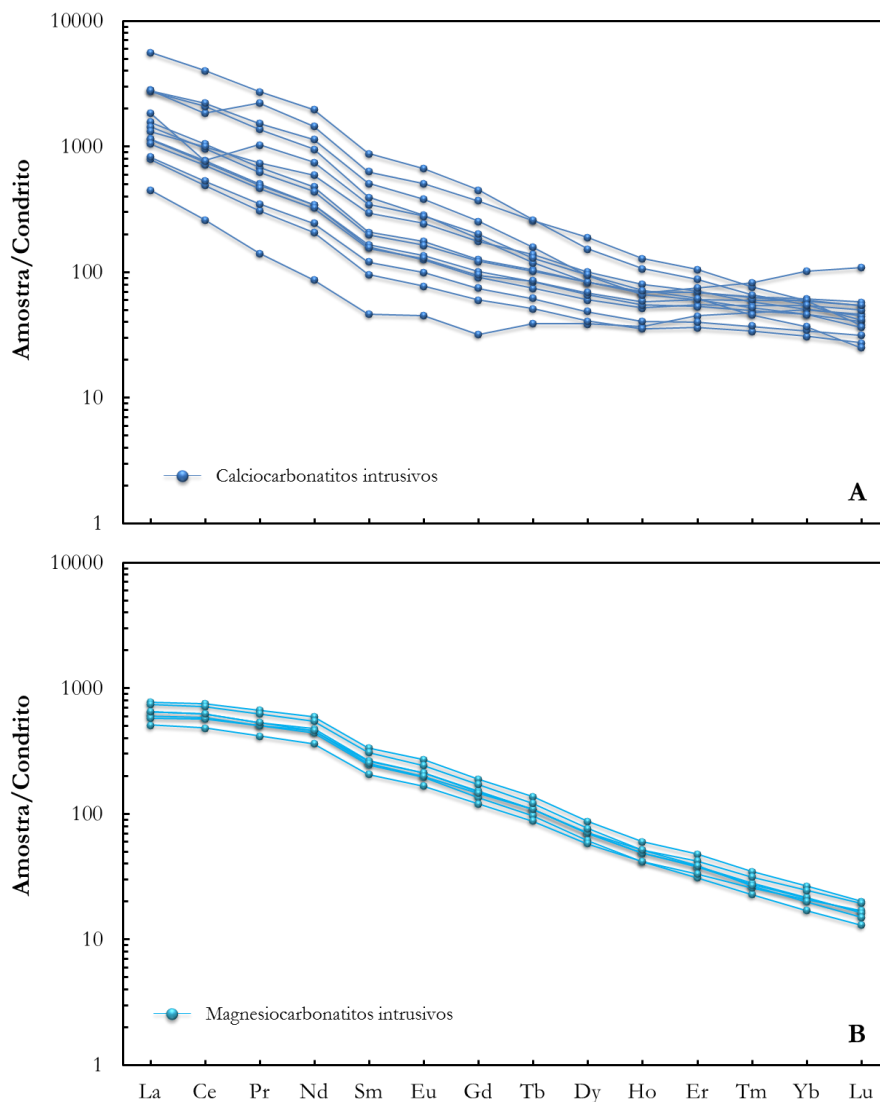 10000
1000
100
10
1
Amostra/Condrito
Calciocarbonatitos intrusivos
A
10000
1000
100
10
1
Amostra/Condrito
Magnesiocarbonatitos intrusivos
B
La Ce Pr Nd Sm Eu Gd Tb Dy Ho Er Tm Yb Lu